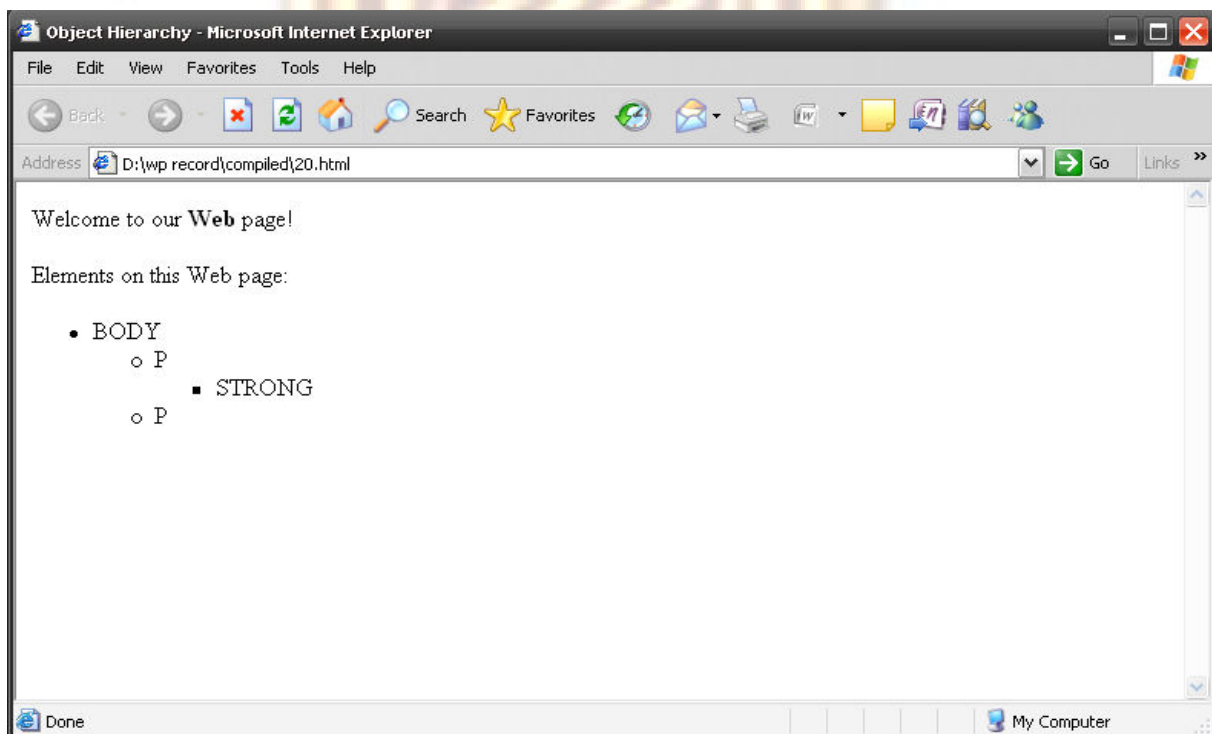 Object Hierarchy - Microsoft Internet Explorer
File Edit View Favorites Tools Help
Back Search Favorites
Address D:\wp record\compiled\20.html Go Links »
Welcome to our Web page!
Elements on this Web page:
BODY
P
STRONG
P
Done My Computer